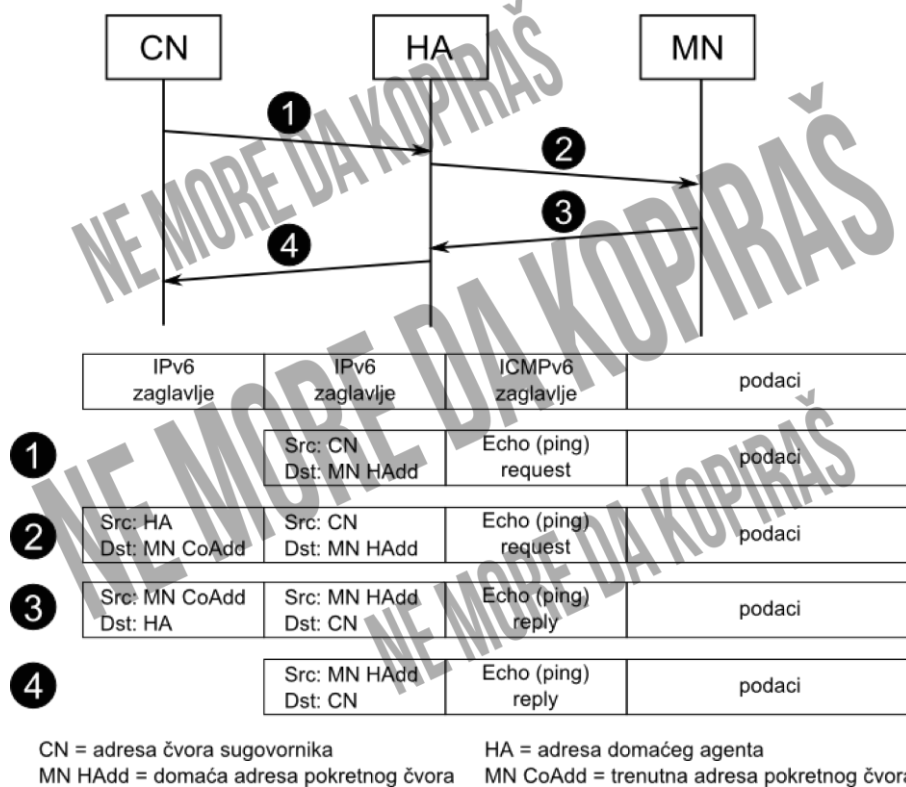 CN
HA
MN
1
2
3
4
NE MORE DA KOPIRAŠ
NE MORE DA KOPIRAŠ
NE MORE DA KOPIRAŠ
IPv6
zaglavlje
IPv6
zaglavlje
ICMPv6
zaglavlje
podaci
1
Src: CN
Dst: MN HAdd
Echo (ping)
request
podaci
2
Src: HA
Dst: MN CoAdd
Src: CN
Dst: MN HAdd
Echo (ping)
request
podaci
3
Src: MN CoAdd
Dst: HA
Src: MN HAdd
Dst: CN
Echo (ping)
reply
podaci
4
Src: MN HAdd
Dst: CN
Echo (ping)
reply
podaci
CN = adresa čvora sugovornika
HA = adresa domaćeg agenta
MN HAdd = domaća adresa pokretnog čvora
MN CoAdd = trenutna adresa pokretnog čvora